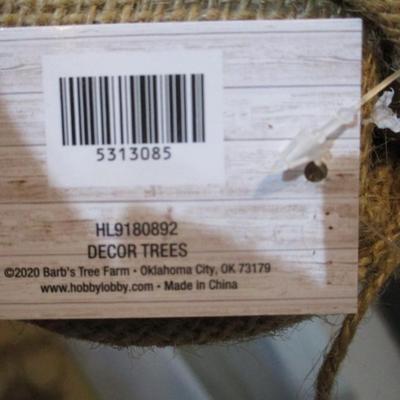 5313085
HL9180892
DECOR TREES
©2020 Barb's Tree Farm • Oklahoma City, OK 73179
www.hobbylobby.com • Made in China